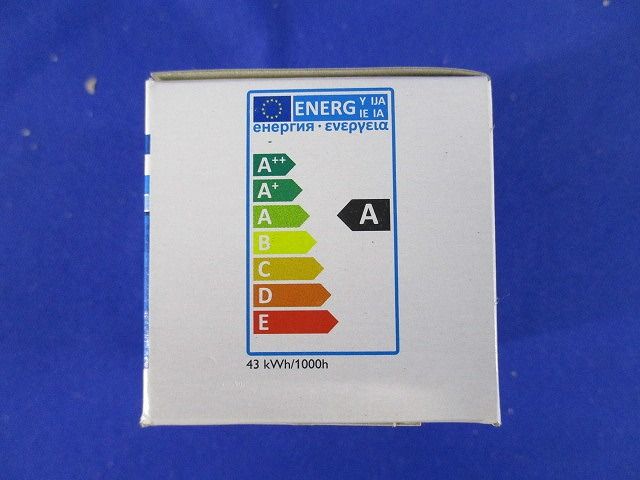 ENERG Y IJA
IE IA
енергия · ενεργεια
A++
A+
A
A
B
C
D
E
43 kWh/1000h